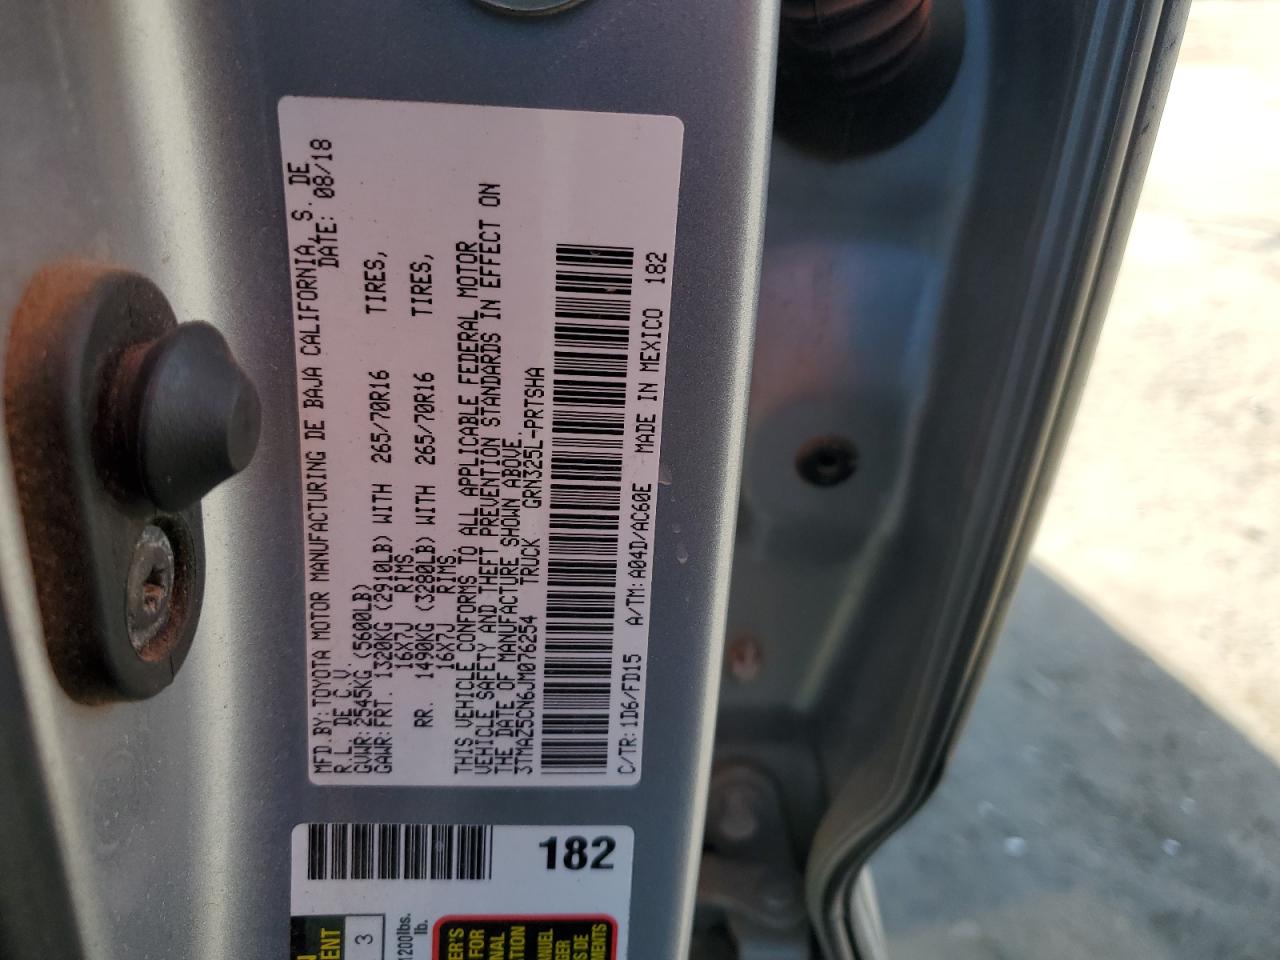 MFD. BY: TOYOTA MOTOR MANUFACTURING DE BAJA CALIFORNIA, S. DE
R. L. DE C. V. DATE: 08/18
GVWR: 2545KG (5600LB)
GAWR: FRT. 1320KG (2910LB) WITH 265/70R16 TIRES,
16X7J RIMS.
RR. 1490KG (3280LB) WITH 265/70R16 TIRES,
16X7J RIMS.
THIS VEHICLE CONFORMS TO ALL APPLICABLE FEDERAL MOTOR
VEHICLE SAFETY AND THEFT PREVENTION STANDARDS IN EFFECT ON
THE DATE OF MANUFACTURE SHOWN ABOVE.
3TMAZ5CN6JM076254 TRUCK GRN325L-PRTSHA
C/TR: 1D6/FD15 A/TM: A04D/AC60E MADE IN MEXICO 182
182
3
1200lbs.
lb.